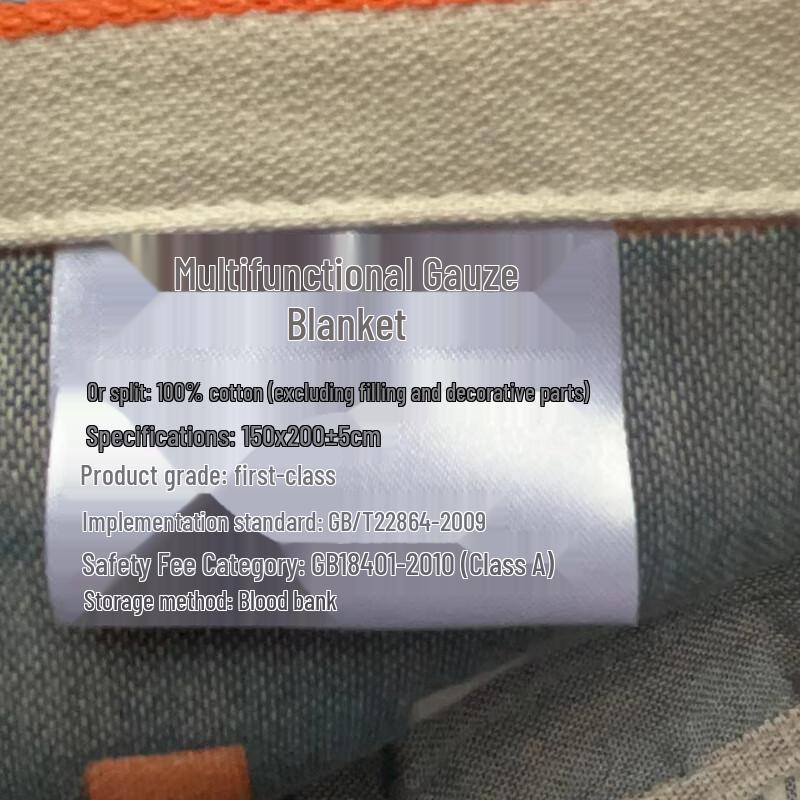 Multifunctional Gauze
Blanket
Or split: 100% cotton (excluding filling and decorative parts)
Specifications: 150x200±5cm
Product grade: first-class
Implementation standard: GB/T22864-2009
Safety Fee Category: GB18401-2010 (Class A)
Storage method: Blood bank